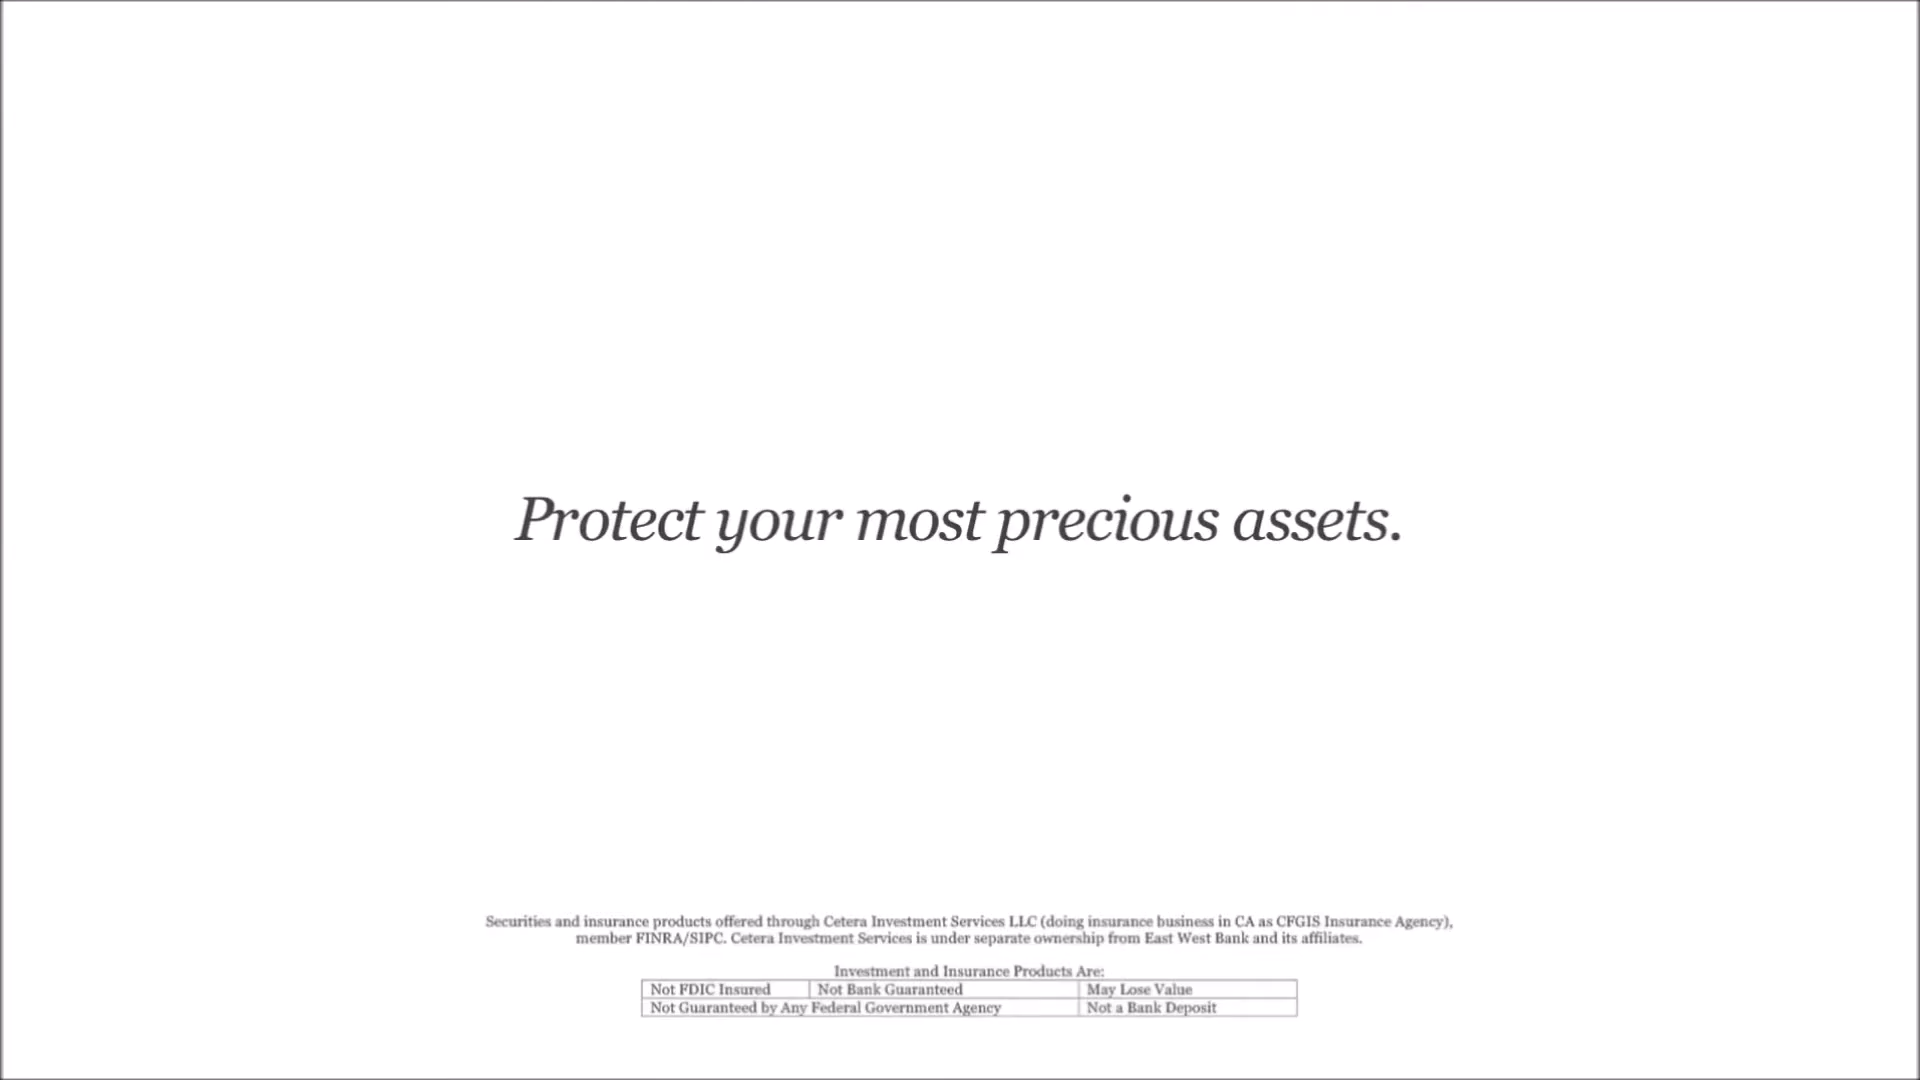 Protect your most precious assets.
Securities and insurance products offered through Cetera Investment Services LLC (doing insurance business in CA as CFGIS Insurance Agency),
member FINRA/SIPC. Cetera Investment Services is under separate ownership from East West Bank and its affiliates.
Investment and Insurance Products Are:
Not FDIC Insured Not Bank Guaranteed May Lose Value
Not Guaranteed by Any Federal Government Agency Not a Bank Deposit